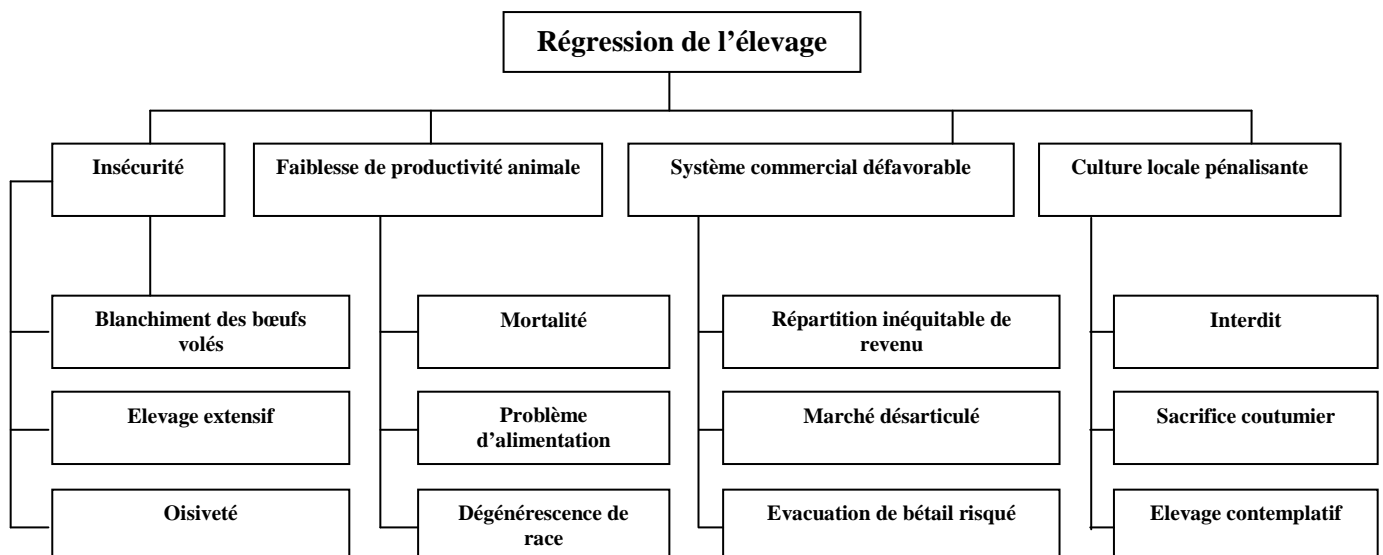 Régression de l'élevage
Insécurité
Faiblesse de productivité animale
Système commercial défavorable
Culture locale pénalisante
Blanchiment des bœufs
volés
Mortalité
Répartition inéquitable de
revenu
Interdit
Elevage extensif
Problème
d'alimentation
Marché désarticulé
Sacrifice coutumier
Oisiveté
Dégénérescence de
race
Evacuation de bétail risqué
Elevage contemplatif